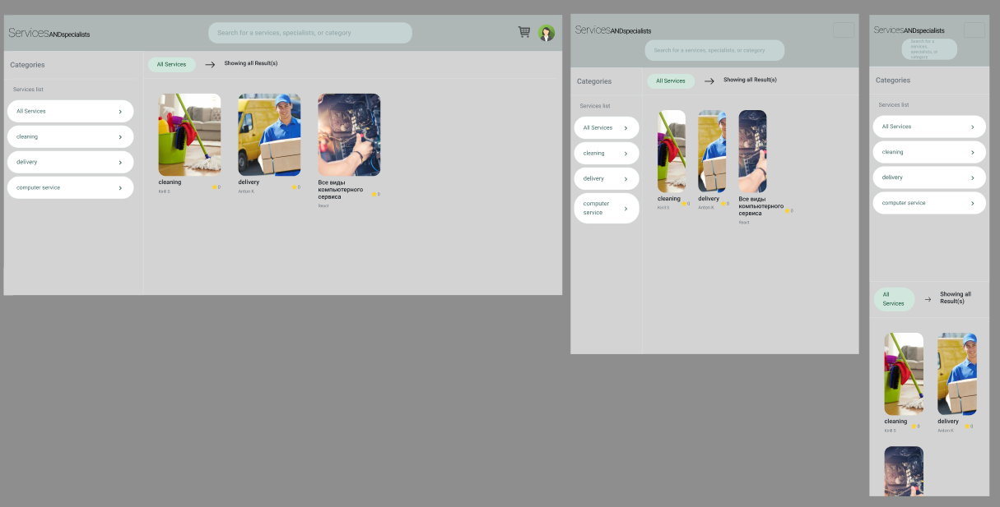 ServicesANDspecialists
Search for a services, specialists, or category
Categories
All Services
Showing all Result(s)
Services list
All Services
cleaning
delivery
computer service
cleaning
Kirill S
0
delivery
Anton K
0
Все виды
компьютерного
сервиса
0
React
ServicesANDspecialists
Search for a services, specialists, or category
Categories
All Services
Showing all Result(s)
Services list
All Services
cleaning
delivery
computer
service
cleaning
Kirill S
0
delivery
Anton K
0
Все виды
компьютерного
сервиса
0
React
ServicesANDspecialists
Search for a
services,
specialists, or
category
Categories
Services list
All Services
cleaning
delivery
computer service
All
Services
Showing all
Result(s)
cleaning
Kirill S
0
delivery
Anton K
0